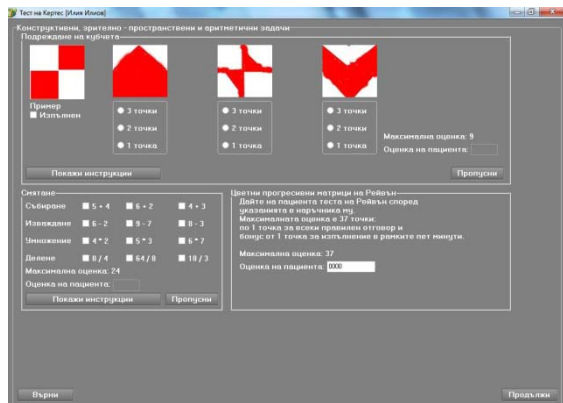 Тест на Кертес [Илия Илиов]
Конструктивни, зрително - пространствени и аритметични задачи
Подреждане на кубчета
Пример
Изпълнен
3 точки
2 точки
1 точка
3 точки
2 точки
1 точка
3 точки
2 точки
1 точка
Максимална оценка: 9
Оценка на пациента:
Покажи инструкции
Пропусни
Смятане
Събиране 5 + 4 6 + 2 4 + 3
Изваждане 6 - 2 9 - 7 8 - 3
Умножение 4 * 2 5 * 3 6 * 7
Делене 8 / 4 64 / 8 18 / 3
Максимална оценка: 24
Оценка на пациента:
Покажи инструкции
Пропусни
Цветни прогресивни матрици на Рейвън
Дайте на пациента теста на Рейвън според
указанията в наръчника му.
Максималната оценка е 37 точки:
по 1 точка за всеки правилен отговор и
бонус от 1 точка за изпълнение в рамките пет минути.
Максимална оценка: 37
Оценка на пациента: 0000
Върни
Продължи